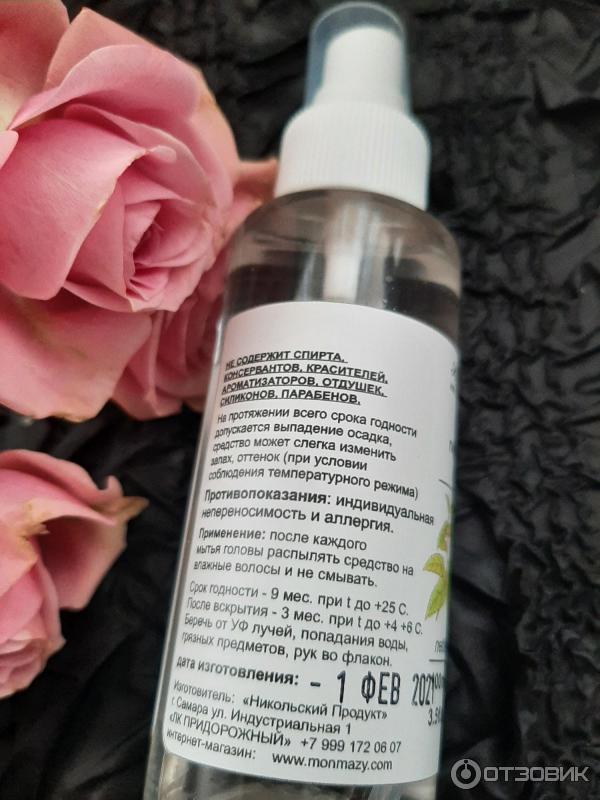 НЕ СОДЕРЖИТ СПИРТА,
КОНСЕРВАНТОВ, КРАСИТЕЛЕЙ,
АРОМАТИЗАТОРОВ, ОТДУШЕК,
СИЛИКОНОВ, ПАРАБЕНОВ.
На протяжении всего срока годности
допускается выпадение осадка,
средство может слегка изменить
запах, оттенок (при условии
соблюдения температурного режима)
Противопоказания: индивидуальная
непереносимость и аллергия.
Применение: после каждого
мытья головы распылять средство на
влажные волосы и не смывать.
Срок годности - 9 мес. при t до +25 С.
После вскрытия - 3 мес. при t до +4 +6 С.
Беречь от УФ лучей, попадания воды,
грязных предметов, рук во флакон.
дата изготовления: - 1 ФЕВ 2021
Изготовитель: «Никольский Продукт»
г. Самара ул. Индустриальная 1
«ЛК ПРИДОРОЖНЫЙ» +7 999 172 06 07
интернет-магазин: www.monmazy.com
ОТЗОВИК